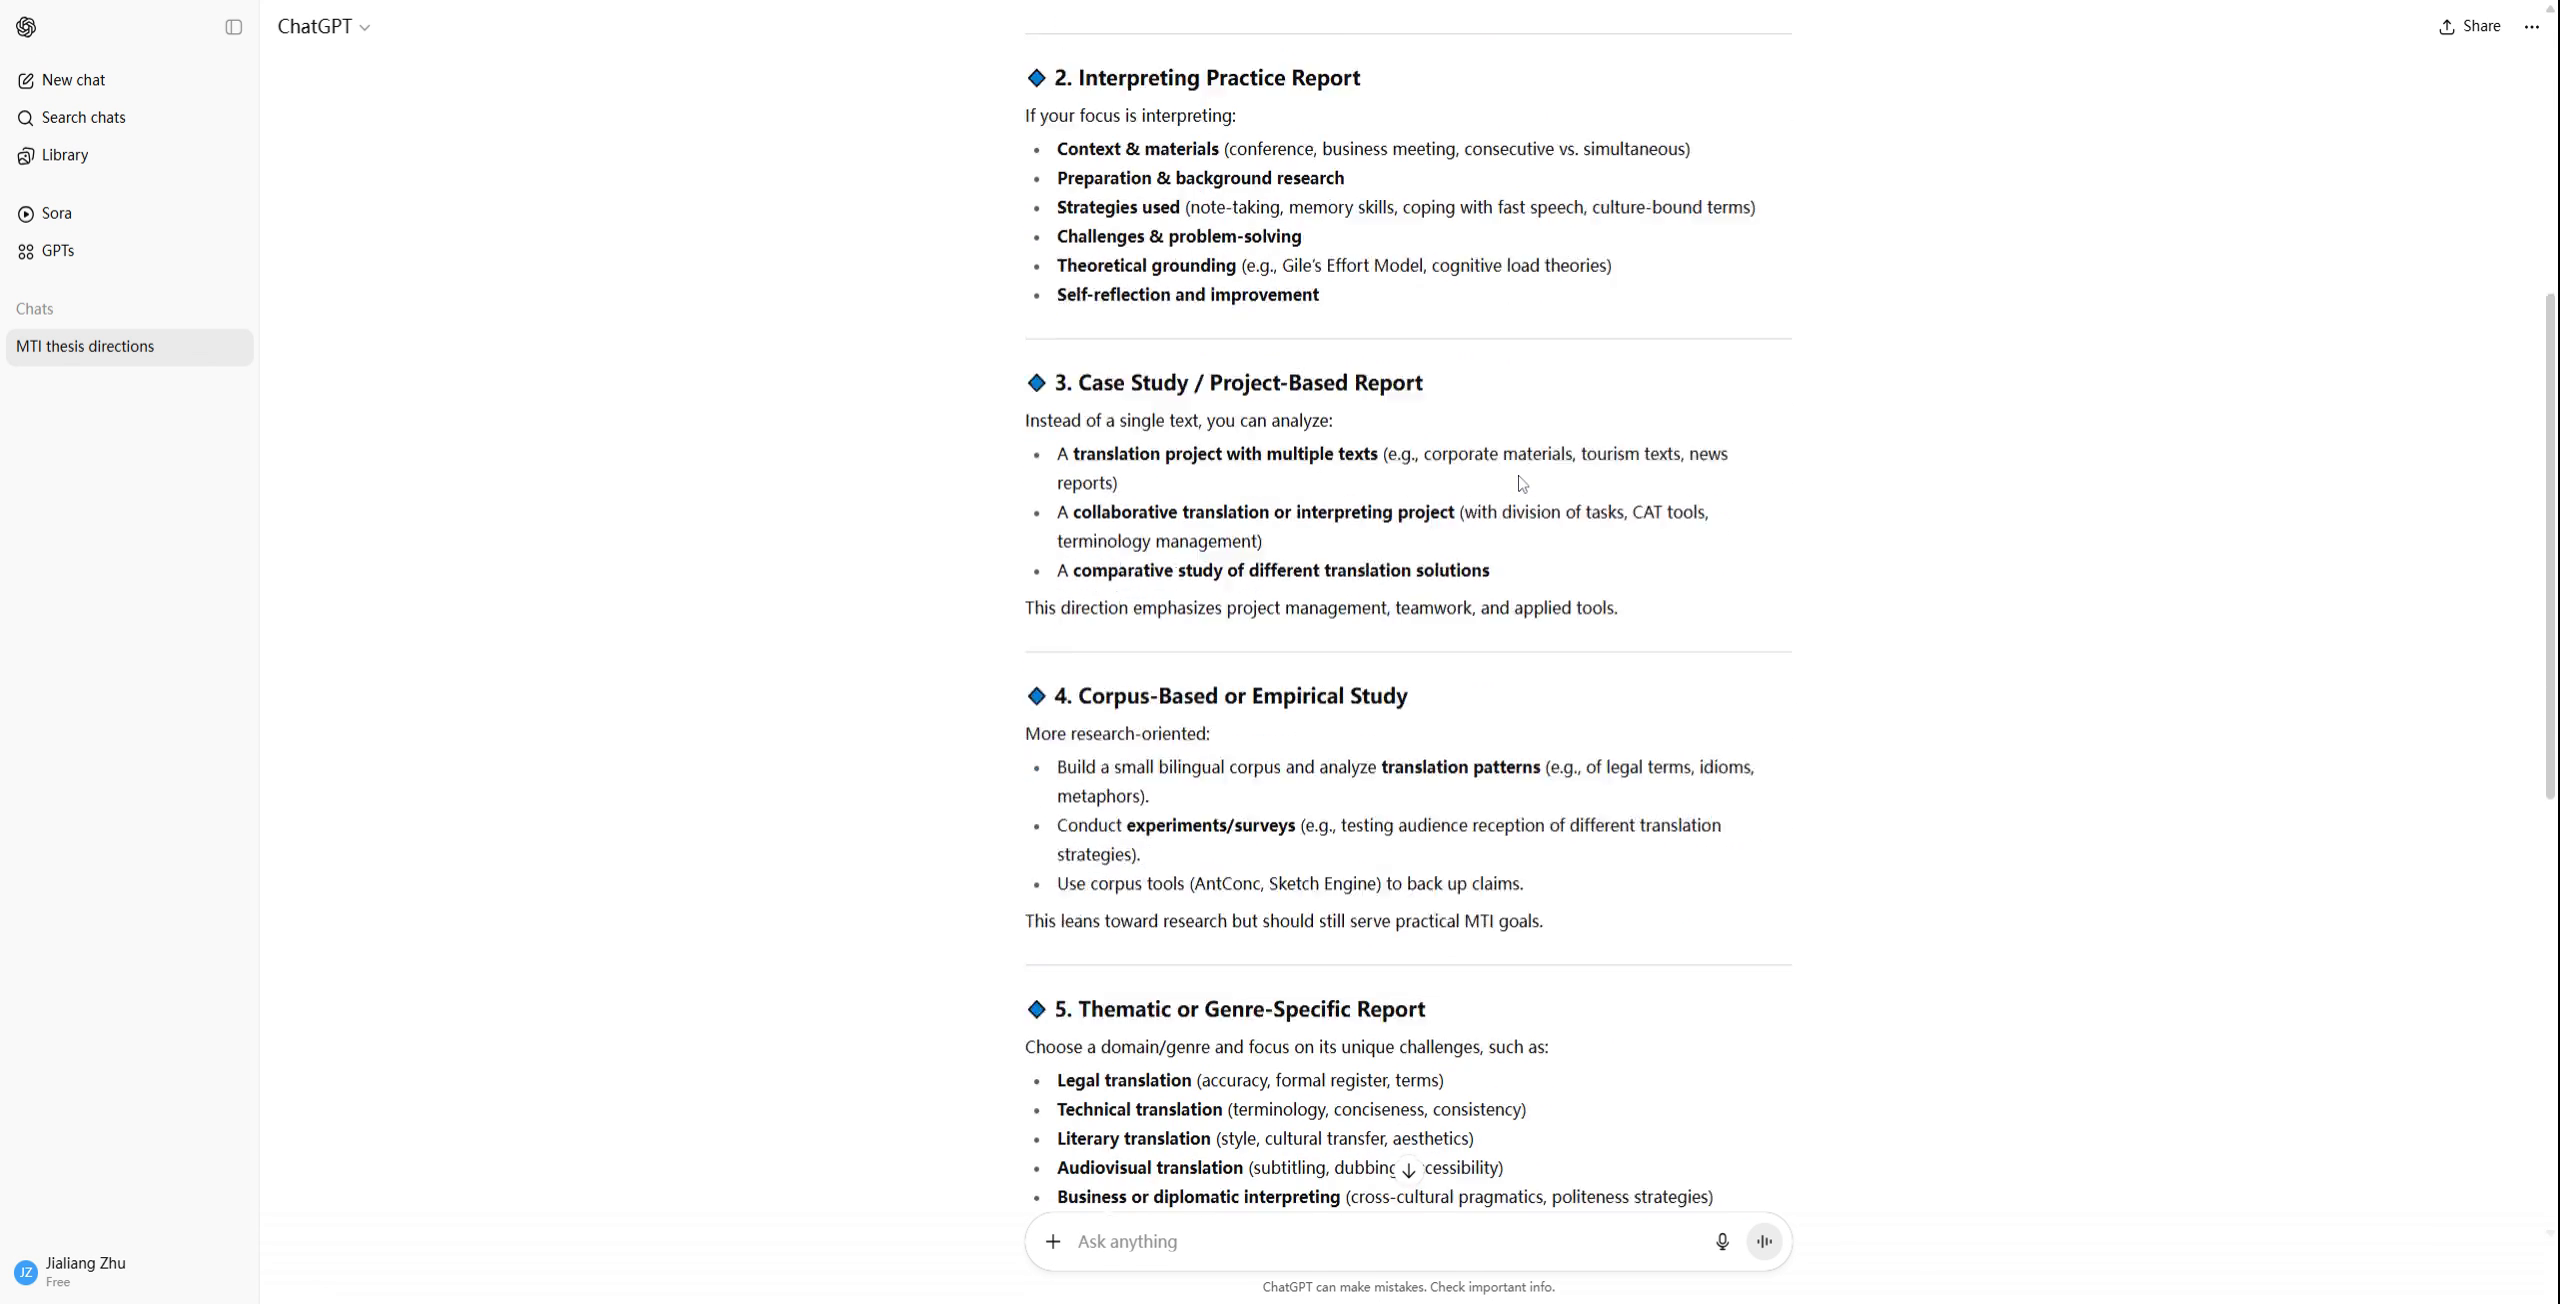 ChatGPT
Share
New chat
Search chats
Library
Sora
GPTs
Chats
MTI thesis directions
2. Interpreting Practice Report
If your focus is interpreting:
• Context & materials (conference, business meeting, consecutive vs. simultaneous)
• Preparation & background research
• Strategies used (note-taking, memory skills, coping with fast speech, culture-bound terms)
• Challenges & problem-solving
• Theoretical grounding (e.g., Gile's Effort Model, cognitive load theories)
• Self-reflection and improvement
3. Case Study / Project-Based Report
Instead of a single text, you can analyze:
• A translation project with multiple texts (e.g., corporate materials, tourism texts, news
reports)
• A collaborative translation or interpreting project (with division of tasks, CAT tools,
terminology management)
• A comparative study of different translation solutions
This direction emphasizes project management, teamwork, and applied tools.
4. Corpus-Based or Empirical Study
More research-oriented:
• Build a small bilingual corpus and analyze translation patterns (e.g., of legal terms, idioms,
metaphors).
• Conduct experiments/surveys (e.g., testing audience reception of different translation
strategies).
• Use corpus tools (AntConc, Sketch Engine) to back up claims.
This leans toward research but should still serve practical MTI goals.
5. Thematic or Genre-Specific Report
Choose a domain/genre and focus on its unique challenges, such as:
• Legal translation (accuracy, formal register, terms)
• Technical translation (terminology, conciseness, consistency)
• Literary translation (style, cultural transfer, aesthetics)
• Audiovisual translation (subtitling, dubbing cessibility)
• Business or diplomatic interpreting (cross-cultural pragmatics, politeness strategies)
Ask anything
ChatGPT can make mistakes. Check important info.
JZ
Jialiang Zhu
Free